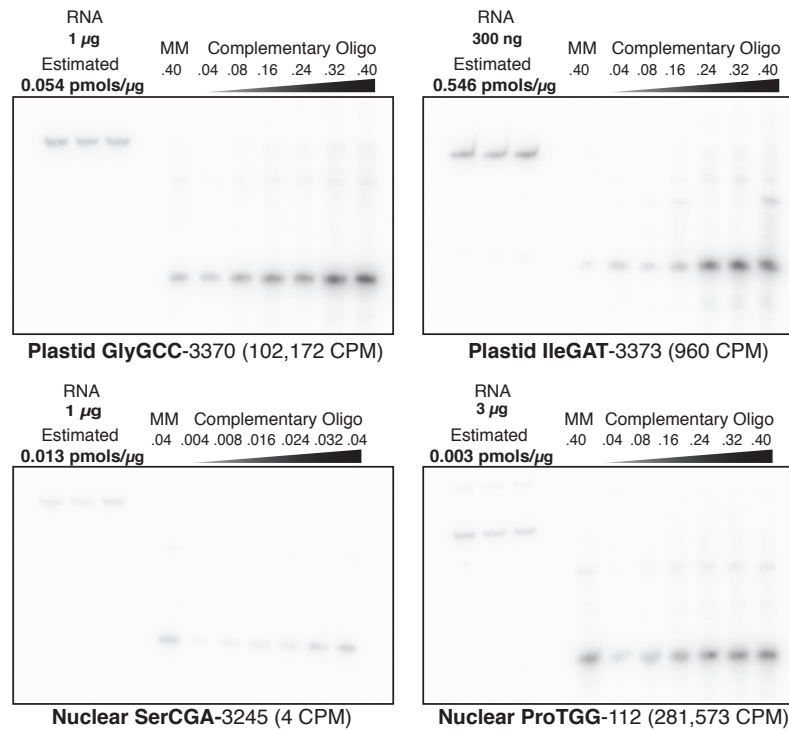 RNA
1 µg
Estimated
0.054 pmols/µg
MM Complementary Oligo
.40 .04 .08 .16 .24 .32 .40
Plastid GlyGCC-3370 (102,172 CPM)
RNA
300 ng
Estimated
0.546 pmols/µg
MM Complementary Oligo
.40 .04 .08 .16 .24 .32 .40
Plastid IleGAT-3373 (960 CPM)
RNA
1 µg
Estimated
0.013 pmols/µg
MM Complementary Oligo
.04 .004 .008 .016 .024 .032 .04
Nuclear SerCGA-3245 (4 CPM)
RNA
3 µg
Estimated
0.003 pmols/µg
MM Complementary Oligo
.40 .04 .08 .16 .24 .32 .40
Nuclear ProTGG-112 (281,573 CPM)